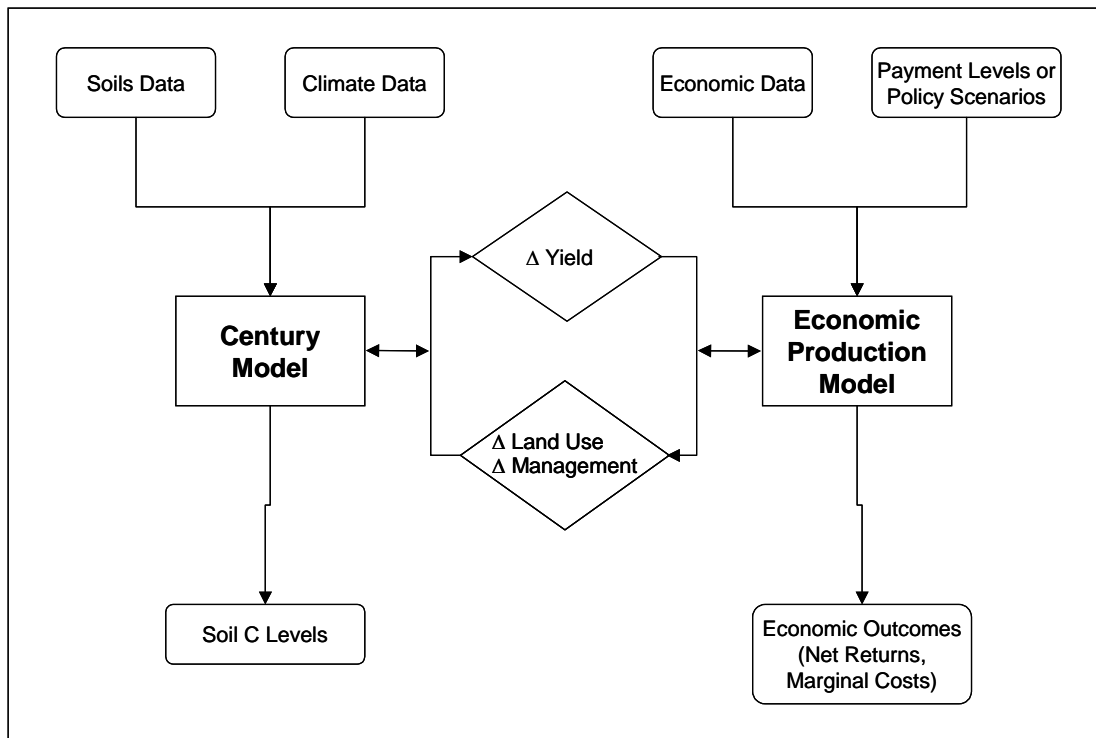 Soils Data
Climate Data
Economic Data
Payment Levels or
Policy Scenarios
Δ Yield
Century
Model
Economic
Production
Model
Δ Land Use
Δ Management
Soil C Levels
Economic Outcomes
(Net Returns,
Marginal Costs)